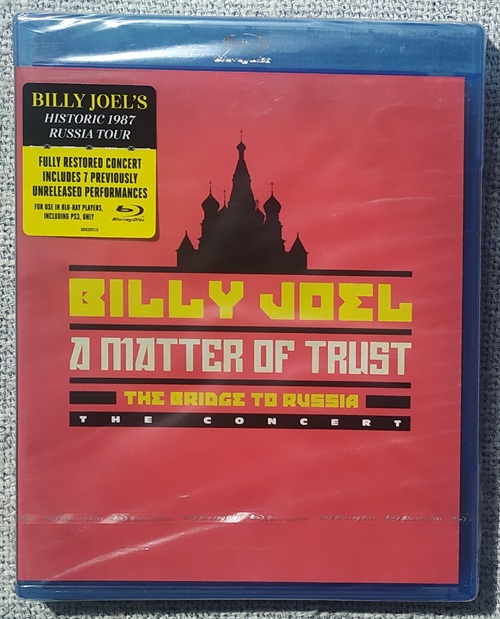 BILLY JOEL'S
HISTORIC 1987
RUSSIA TOUR
FULLY RESTORED CONCERT
INCLUDES 7 PREVIOUSLY
UNRELEASED PERFORMANCES
FOR USE IN BLU-RAY PLAYERS,
INCLUDING PS3, ONLY
Blu-ray Disc
BILLY JOEL
A MATTER OF TRUST
THE BRIDGE TO RUSSIA
THE CONCERT